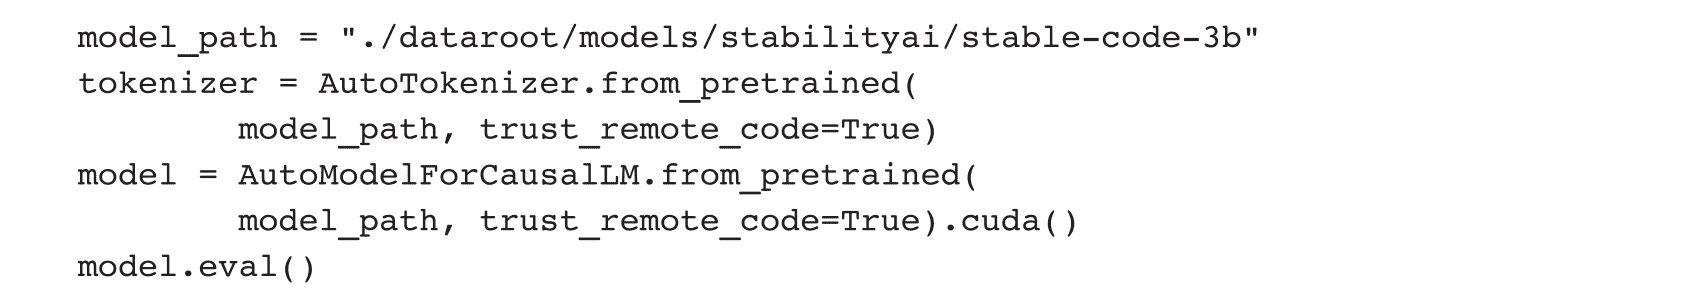 model_path = "./dataroot/models/stabilityai/stable-code-3b"
tokenizer = AutoTokenizer.from_pretrained(
        model_path, trust_remote_code=True)
model = AutoModelForCausalLM.from_pretrained(
        model_path, trust_remote_code=True).cuda()
model.eval()